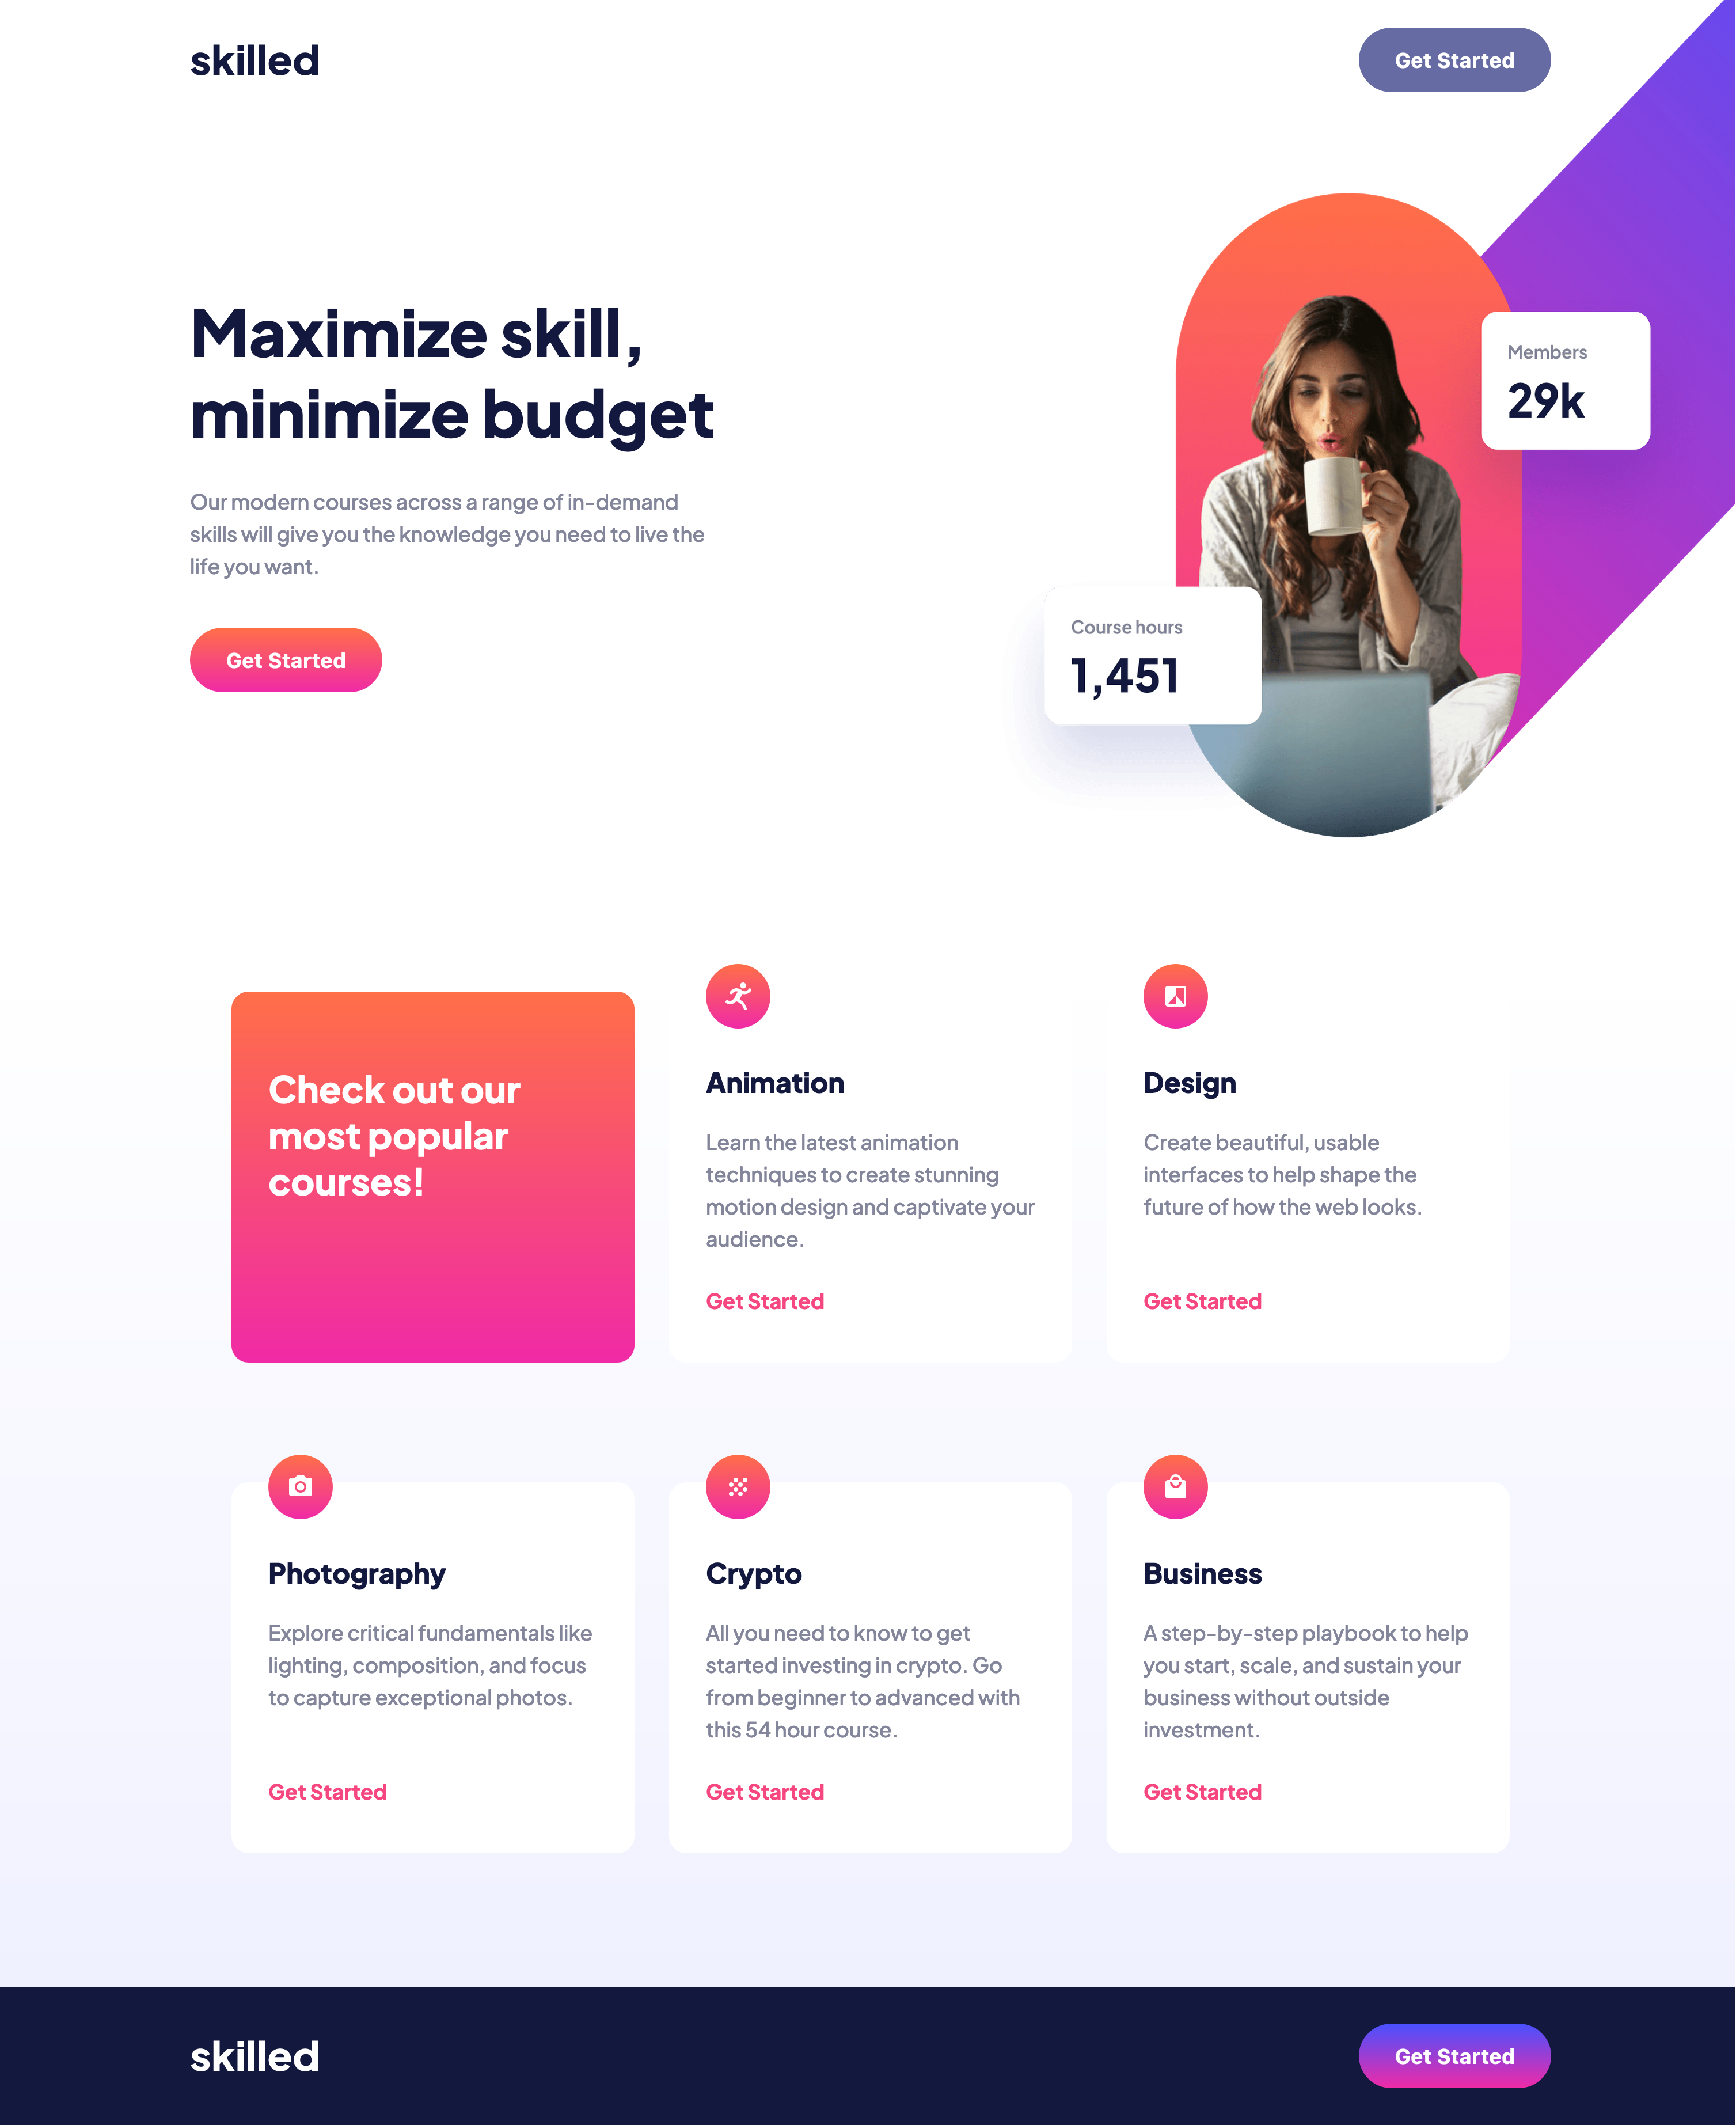 skilled
Get Started
Maximize skill,
minimize budget
Our modern courses across a range of in-demand
skills will give you the knowledge you need to live the
life you want.
Get Started
Members
29k
Course hours
1,451
Check out our
most popular
courses!
Animation
Learn the latest animation
techniques to create stunning
motion design and captivate your
audience.
Get Started
Design
Create beautiful, usable
interfaces to help shape the
future of how the web looks.
Get Started
Photography
Explore critical fundamentals like
lighting, composition, and focus
to capture exceptional photos.
Get Started
Crypto
All you need to know to get
started investing in crypto. Go
from beginner to advanced with
this 54 hour course.
Get Started
Business
A step-by-step playbook to help
you start, scale, and sustain your
business without outside
investment.
Get Started
skilled
Get Started